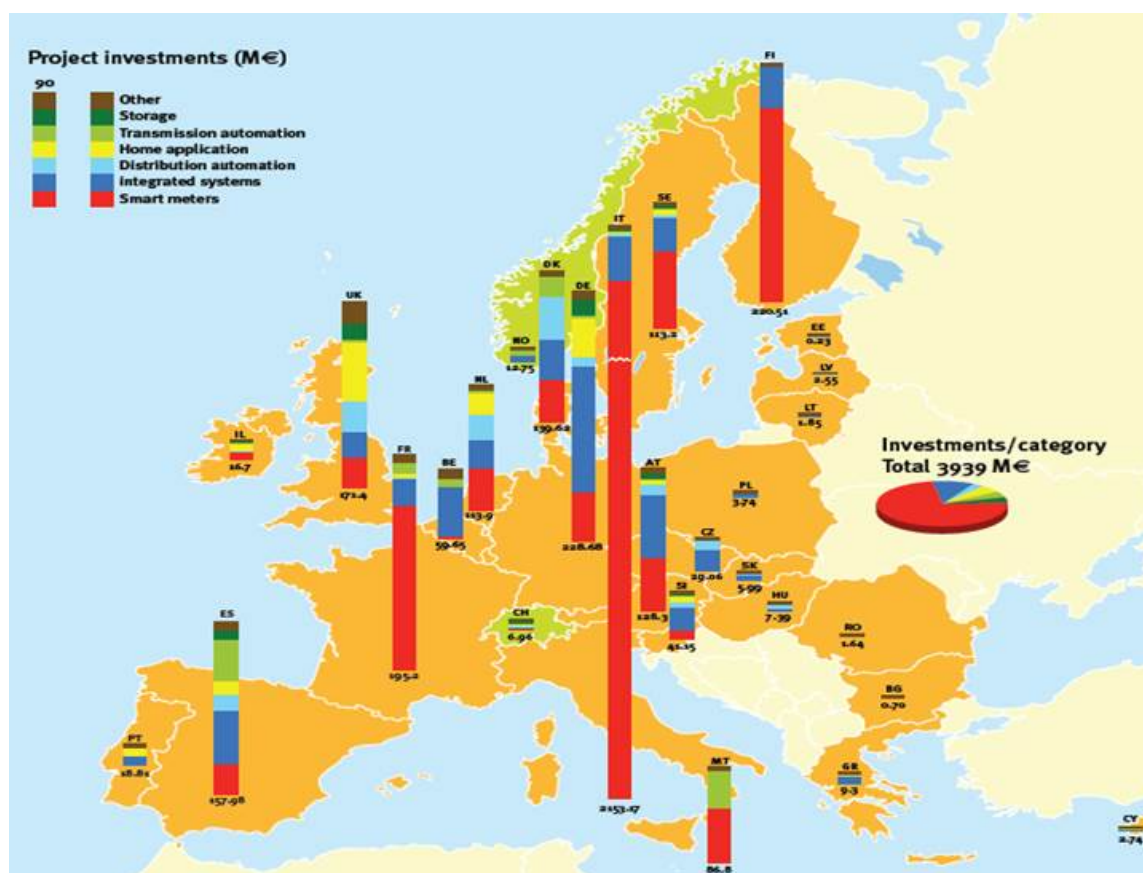 Project investments (M€)
90
Other
Storage
Transmission automation
Home application
Distribution automation
integrated systems
Smart meters
FI
220.51
SE
113.2
IT
2153.17
DK
139.62
DE
228.68
NO
12.75
UK
171.4
NL
113.9
EE
0.23
LV
2.55
LT
1.85
IL
16.7
FR
195.2
BE
59.65
AT
128.3
PL
3.74
Investments/category
Total 3939 M€
CZ
29.06
SK
5.99
SI
41.15
HU
7.39
CH
6.96
RO
1.64
ES
157.98
BG
0.70
PT
18.81
MT
86.8
GR
9.3
CY
2.74